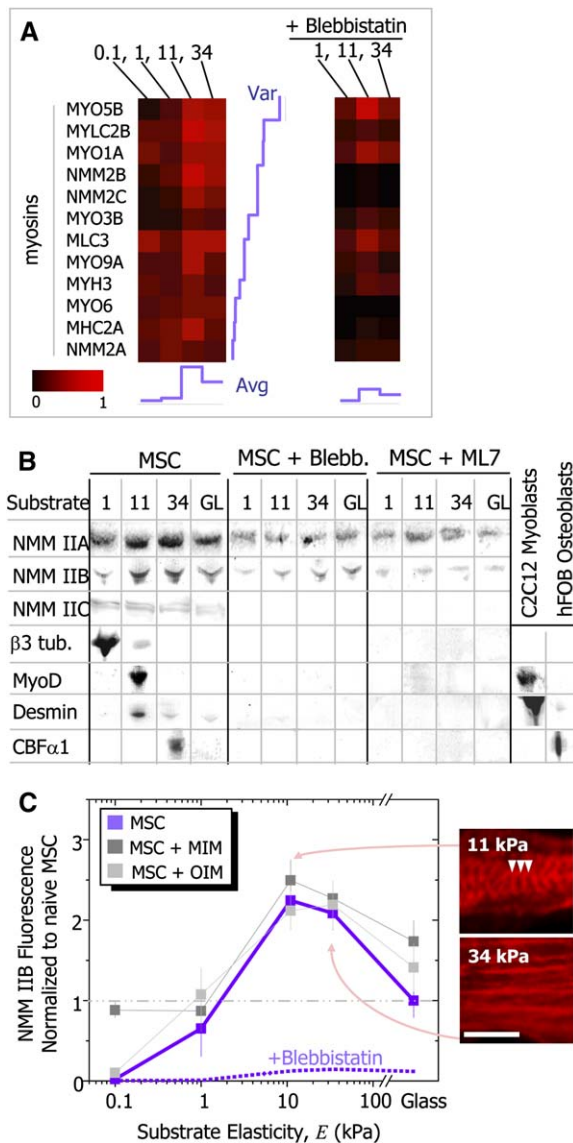 A
+ Blebbistatin
0.1, 1, 11, 34
1, 11, 34
Var
myosins
MYO5B
MYLC2B
MYO1A
NMM2B
NMM2C
MYO3B
MLC3
MYO9A
MYH3
MYO6
MHC2A
NMM2A
0
1
Avg
B
MSC
MSC + Blebb.
MSC + ML7
C2C12 Myoblasts
hFOB Osteoblasts
Substrate 1 11 34 GL 1 11 34 GL 1 11 34 GL
NMM IIA
NMM IIB
NMM IIC
β3 tub.
MyoD
Desmin
CBFα1
C
NMM IIB Fluorescence
Normalized to naive MSC
3
2
1
0
MSC
MSC + MIM
MSC + OIM
+Blebbistatin
0.1 1 10 100 Glass
Substrate Elasticity, E (kPa)
11 kPa
34 kPa